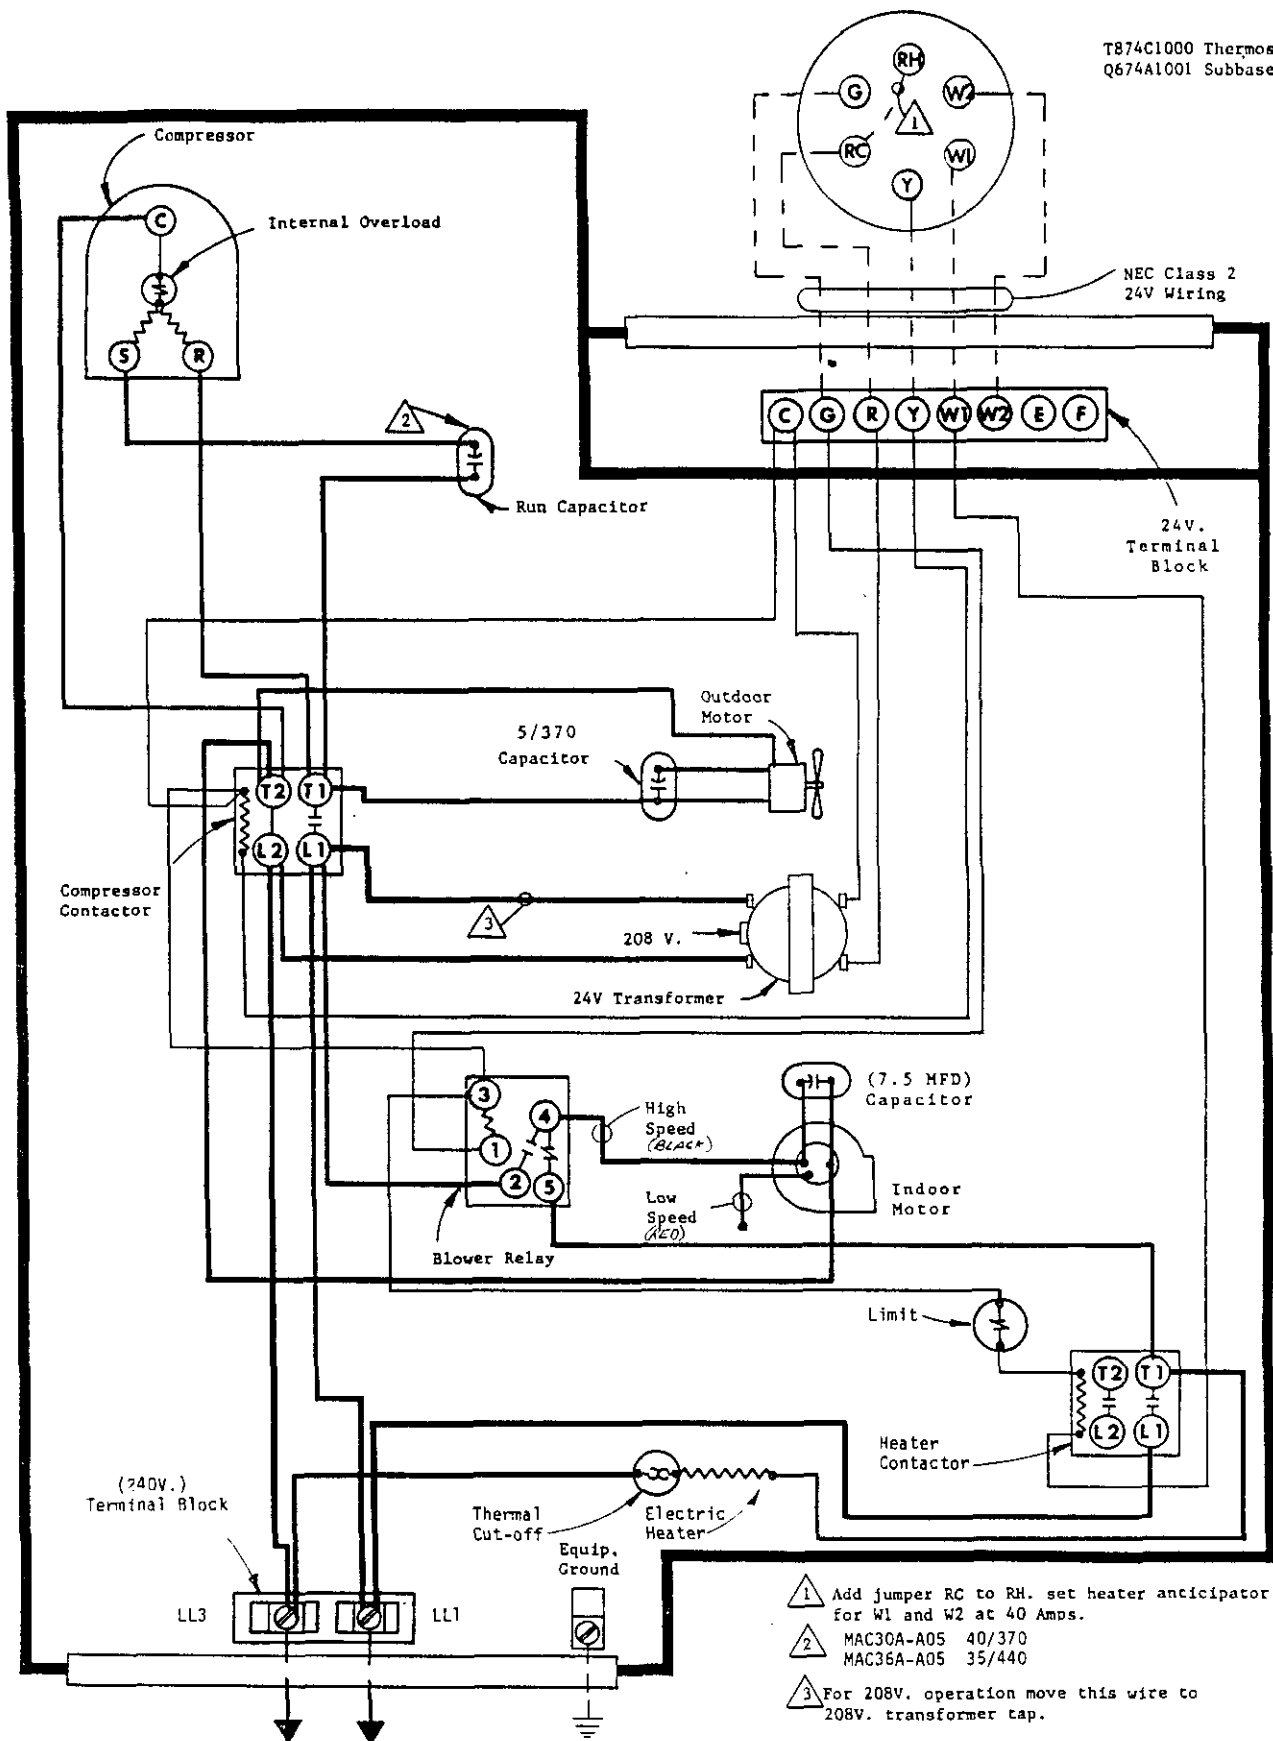 T874C1000 Thermos
Q674A1001 Subbase
RH
G
W2
1
RC
W1
Y
Compressor
C
Internal Overload
S
R
NEC Class 2
24V Wiring
2
Run Capacitor
C G R Y W1 W2 E F
24V.
Terminal
Block
Outdoor
Motor
5/370
Capacitor
T2 T1
L2 L1
Compressor
Contactor
3
208 V.
24V Transformer
3
4
1
2
5
Blower Relay
High
Speed
(BLACK)
(7.5 MFD)
Capacitor
Low
Speed
(RED)
Indoor
Motor
Limit
T2 T1
L2 L1
Heater
Contactor
(240V.)
Terminal Block
Thermal
Cut-off
Electric
Heater
Equip.
Ground
LL3
LL1
1 Add jumper RC to RH. set heater anticipator
for W1 and W2 at 40 Amps.
2 MAC30A-A05 40/370
MAC36A-A05 35/440
3 For 208V. operation move this wire to
208V. transformer tap.